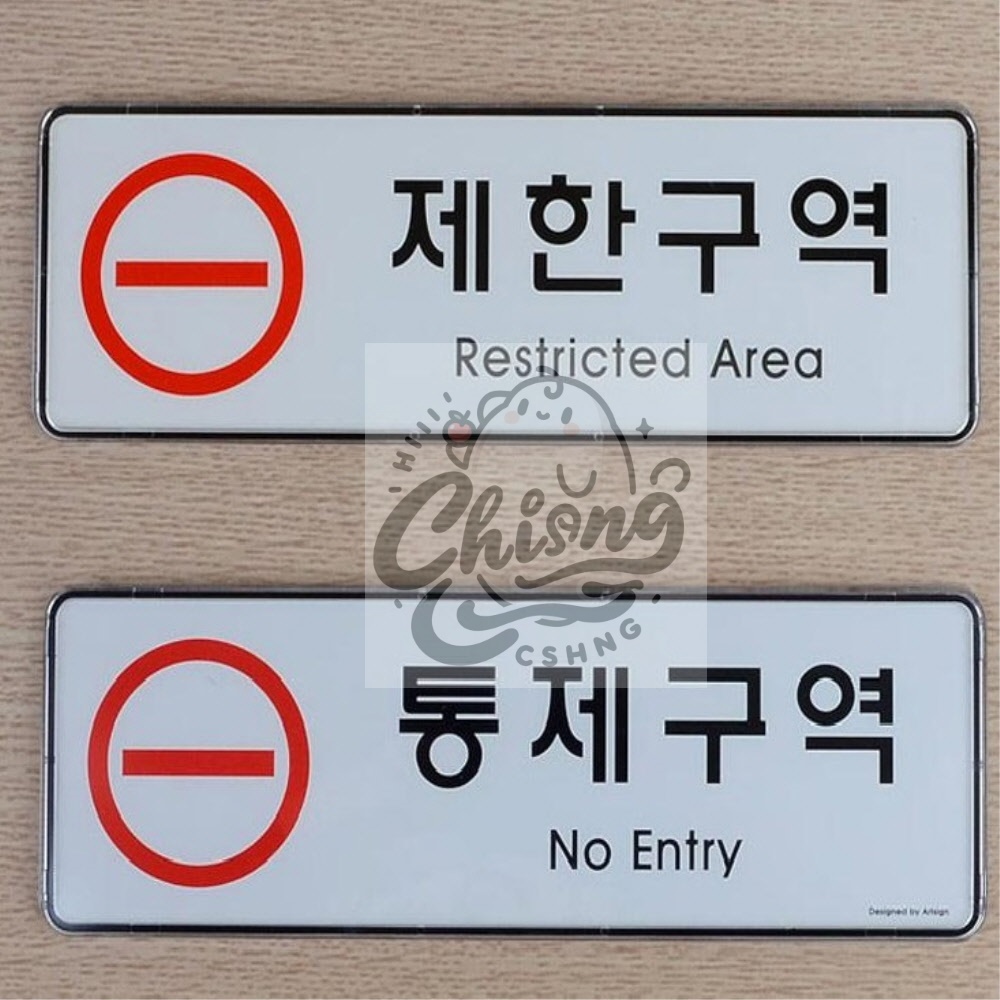 제한구역
Restricted Area
Chisng
CSHNG
통제구역
No Entry
Designed by Artsign